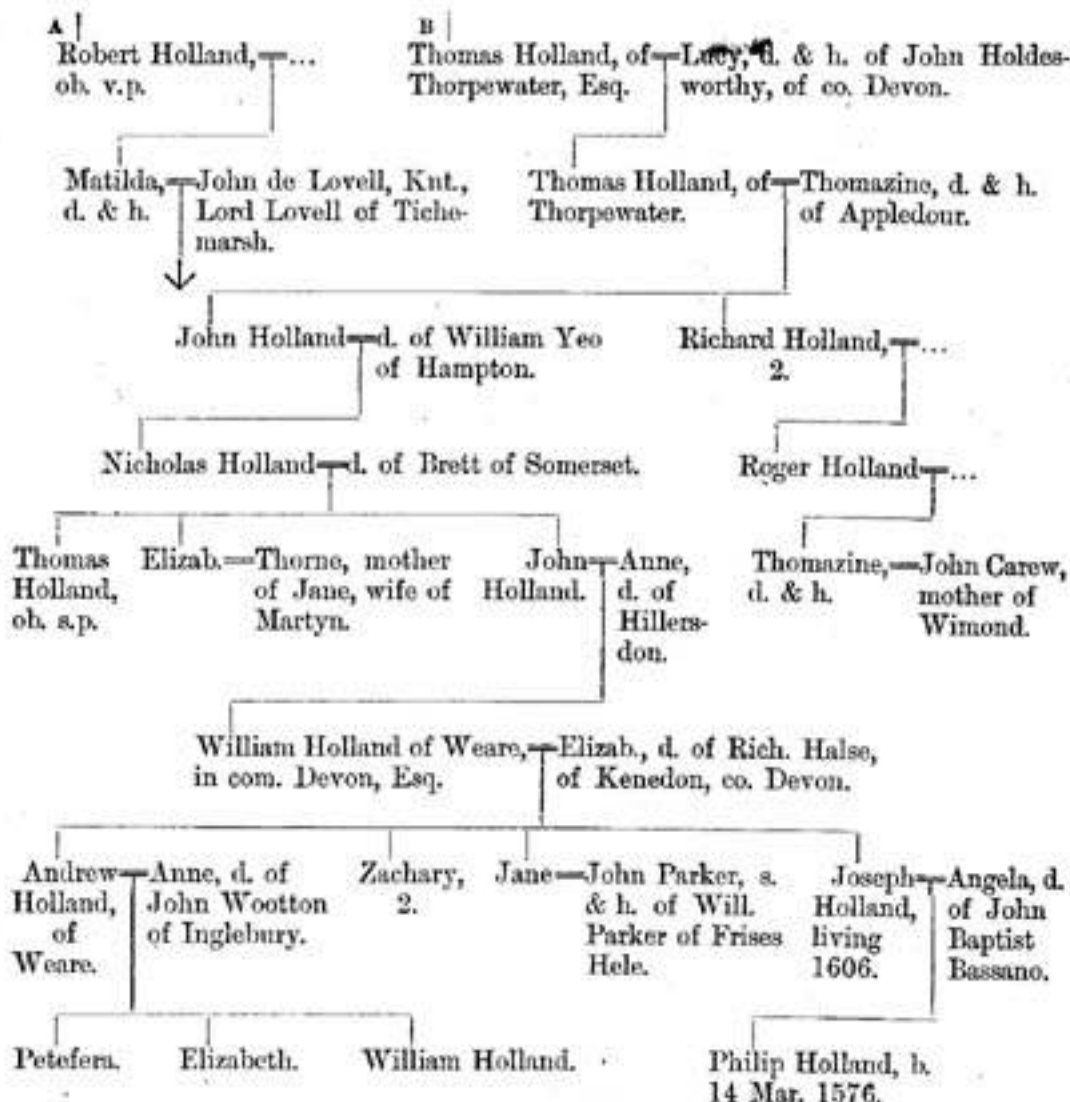 A
Robert Holland, ...
ob. v.p.
B
Thomas Holland, of
Thorpewater, Esq.
Lucy, d. & h. of John Holdes-
worthy, of co. Devon.
Matilda,
d. & h.
John de Lovell, Knt.,
Lord Lovell of Tiche-
marsh.
Thomas Holland, of
Thorpewater.
Thomazine, d. & h.
of Appledour.
John Holland
d. of William Yeo
of Hampton.
Richard Holland, ...
2.
Nicholas Holland
d. of Brett of Somerset.
Roger Holland ...
Thomas
Holland,
ob. s.p.
Elizab.
Thorne, mother
of Jane, wife of
Martyn.
John
Holland.
Anne,
d. of
Hillers-
don.
Thomazine,
d. & h.
John Carew,
mother of
Wimond.
William Holland of Weare,
in com. Devon, Esq.
Elizab., d. of Rich. Halse,
of Kenedon, co. Devon.
Andrew
Holland,
of
Weare.
Anne, d. of
John Wootton
of Inglebury.
Zachary,
2.
Jane
John Parker, s.
& h. of Will.
Parker of Frises
Hele.
Joseph
Holland,
living
1606.
Angela, d.
of John
Baptist
Bassano.
Petefera.
Elizabeth.
William Holland.
Philip Holland, b.
14 Mar. 1576.